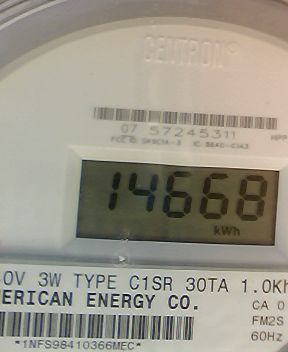 CENTRON®
07 57245311
14668
kWh
0V 3W TYPE C1SR 30TA 1.0Kh
ERICAN ENERGY CO.
CA 0
FM2S
60Hz
*1NFS98410366MEC*